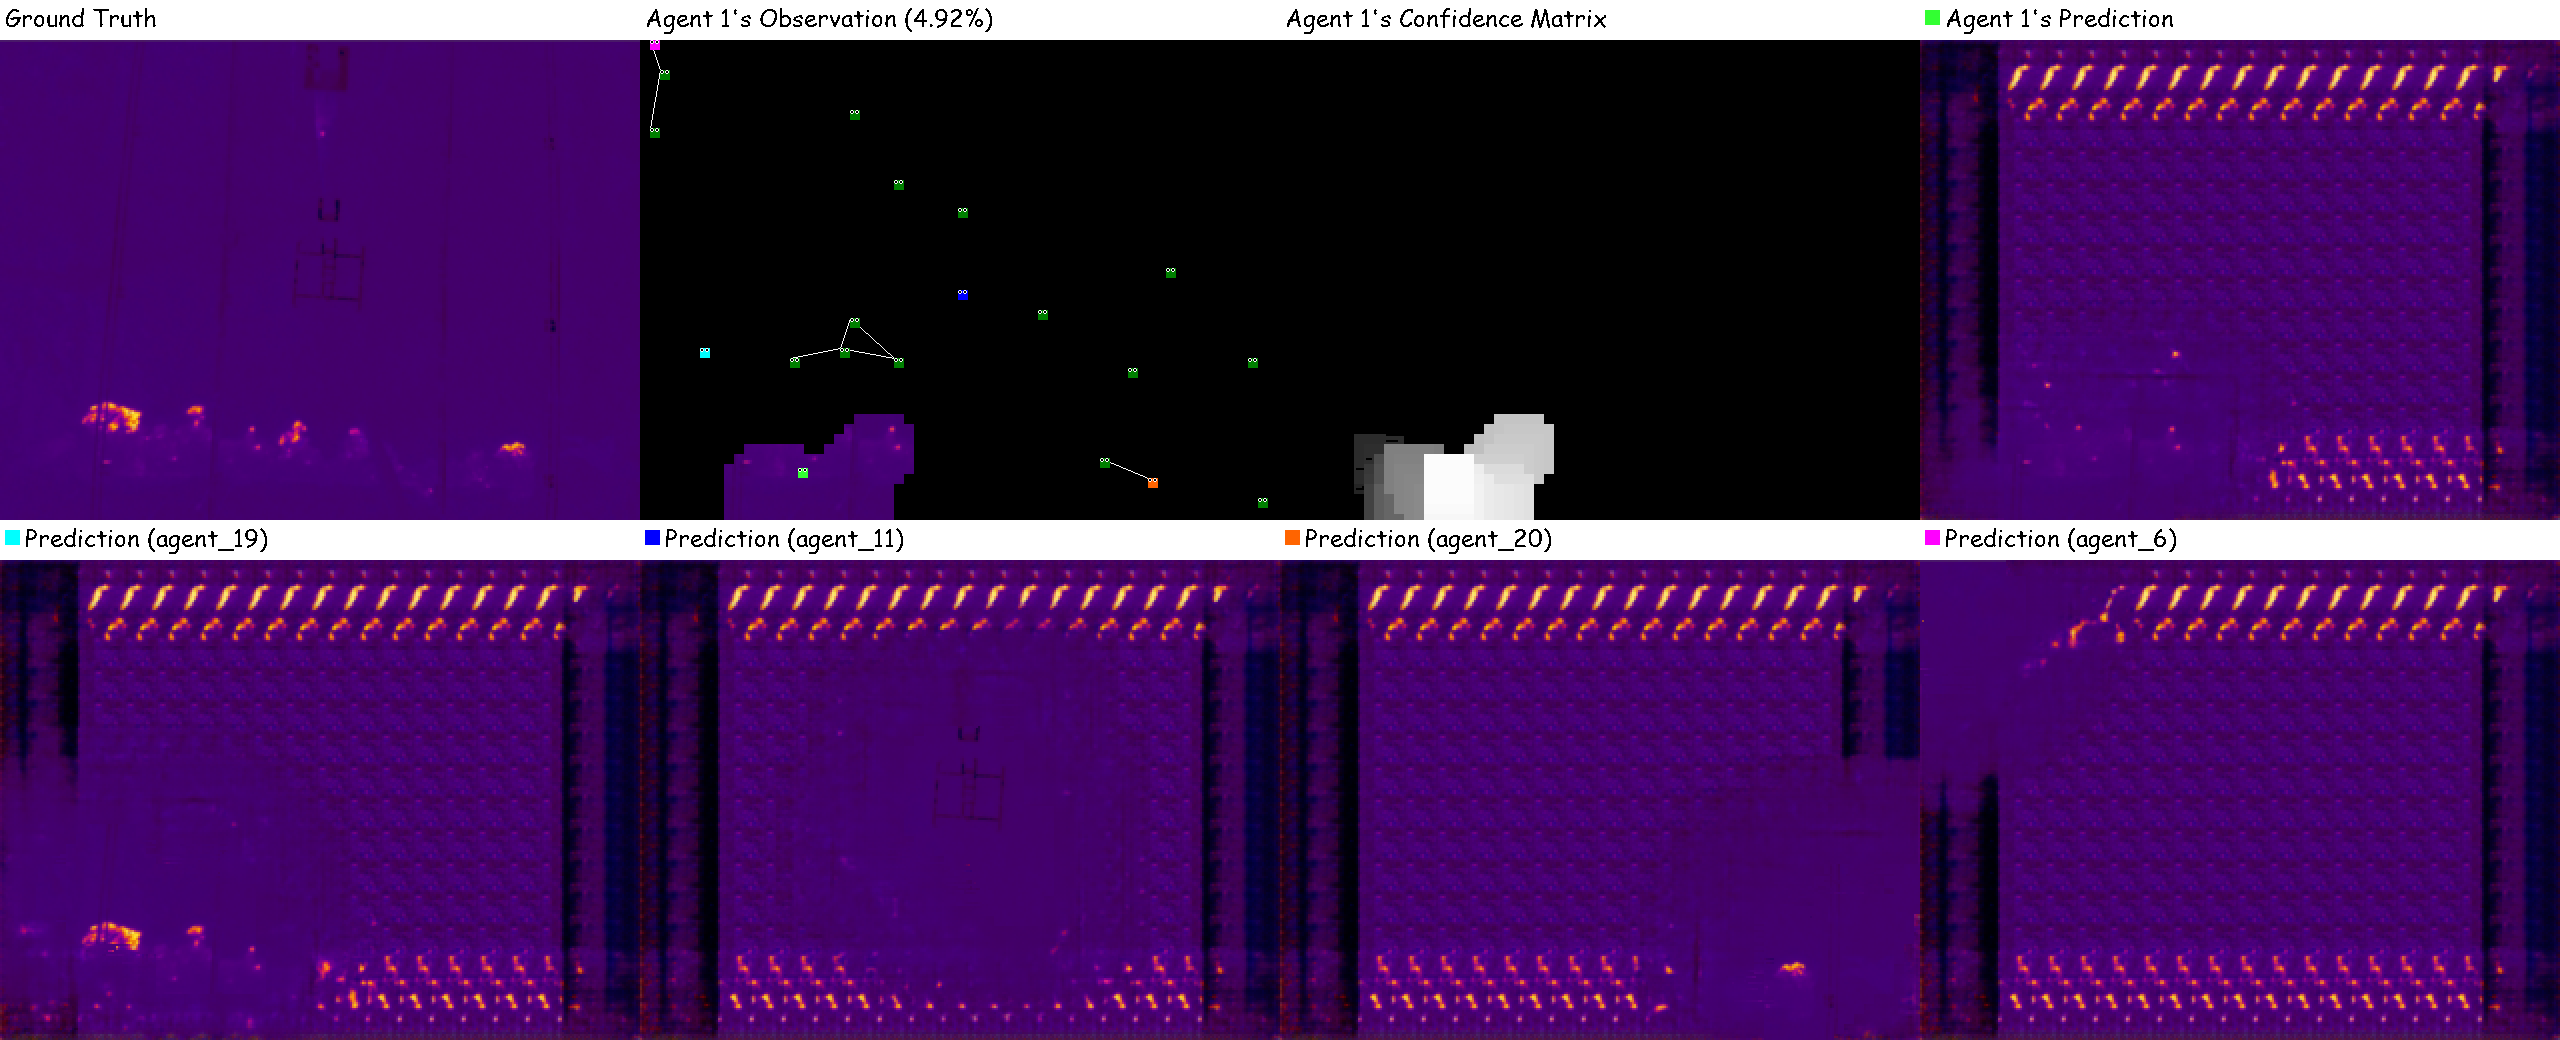 Ground Truth
Agent 1's Observation (4.92%)
Agent 1's Confidence Matrix
Agent 1's Prediction
Prediction (agent_19)
Prediction (agent_11)
Prediction (agent_20)
Prediction (agent_6)